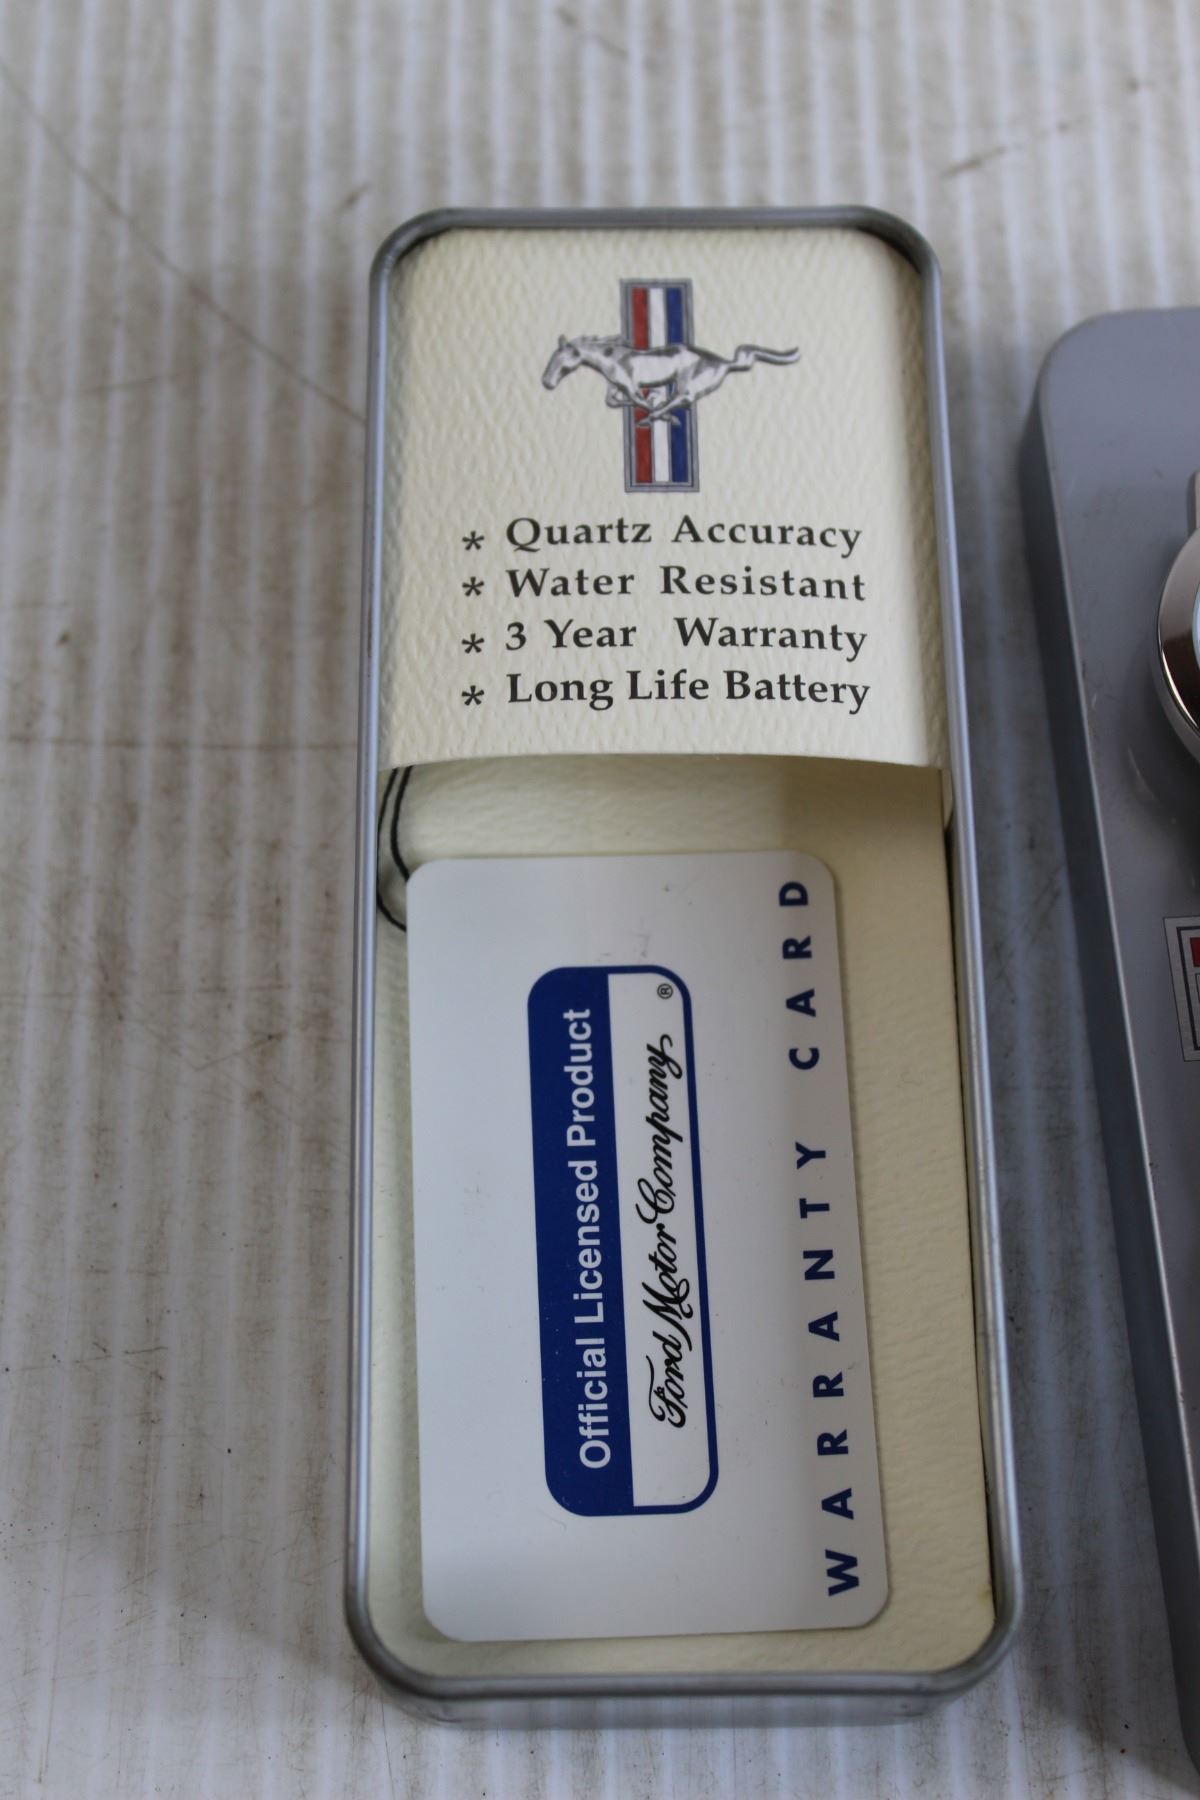 * Quartz Accuracy
* Water Resistant
* 3 Year Warranty
* Long Life Battery
Official Licensed Product
Ford Motor Company ®
WARRANTY CARD